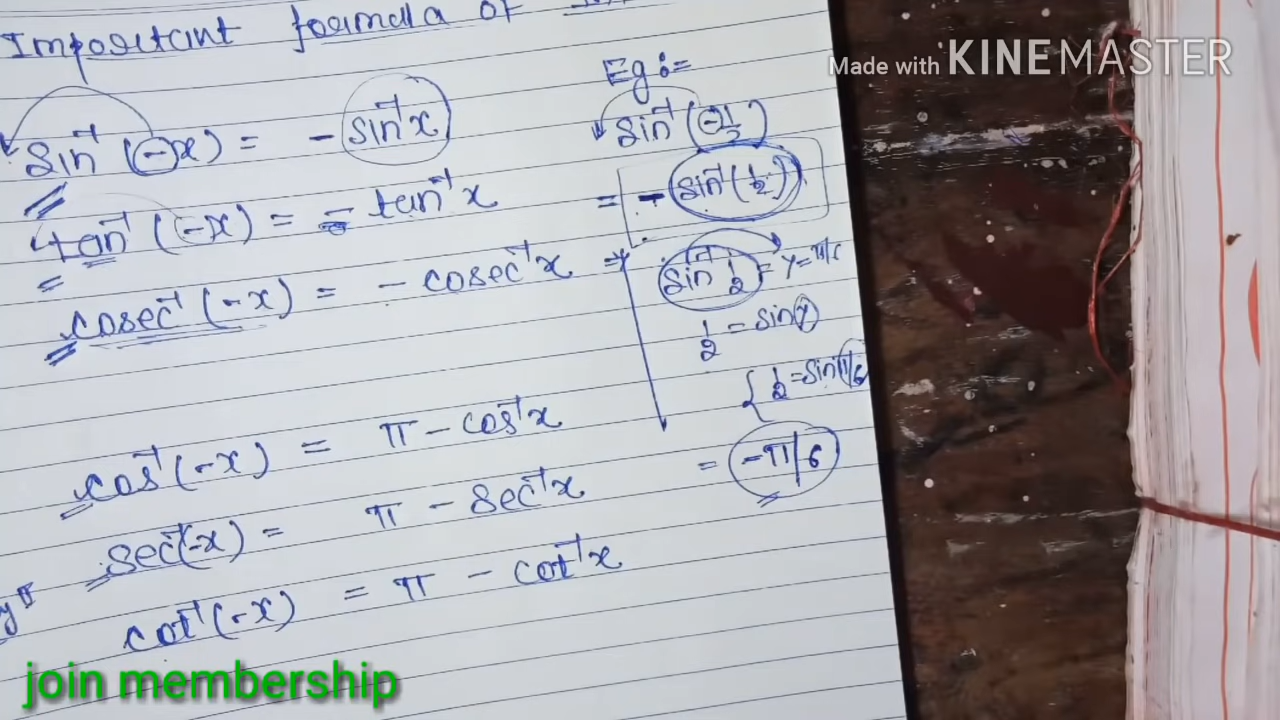 Important formula of
sin⁻¹(-x) = - sin⁻¹x
tan⁻¹(-x) = - tan⁻¹x
cosec⁻¹(-x) = - cosec⁻¹x
cos⁻¹(-x) = π - cos⁻¹x
sec⁻¹(-x) = π - sec⁻¹x
cot⁻¹(-x) = π - cot⁻¹x
Eg :=
sin⁻¹(-1/2)
= - sin⁻¹(1/2)
⇒ sin⁻¹ 1/2 = y = π/6
1/2 = sin(y)
{ 1/2 = sin π/6
= -π/6
Made with KINEMASTER
join membership